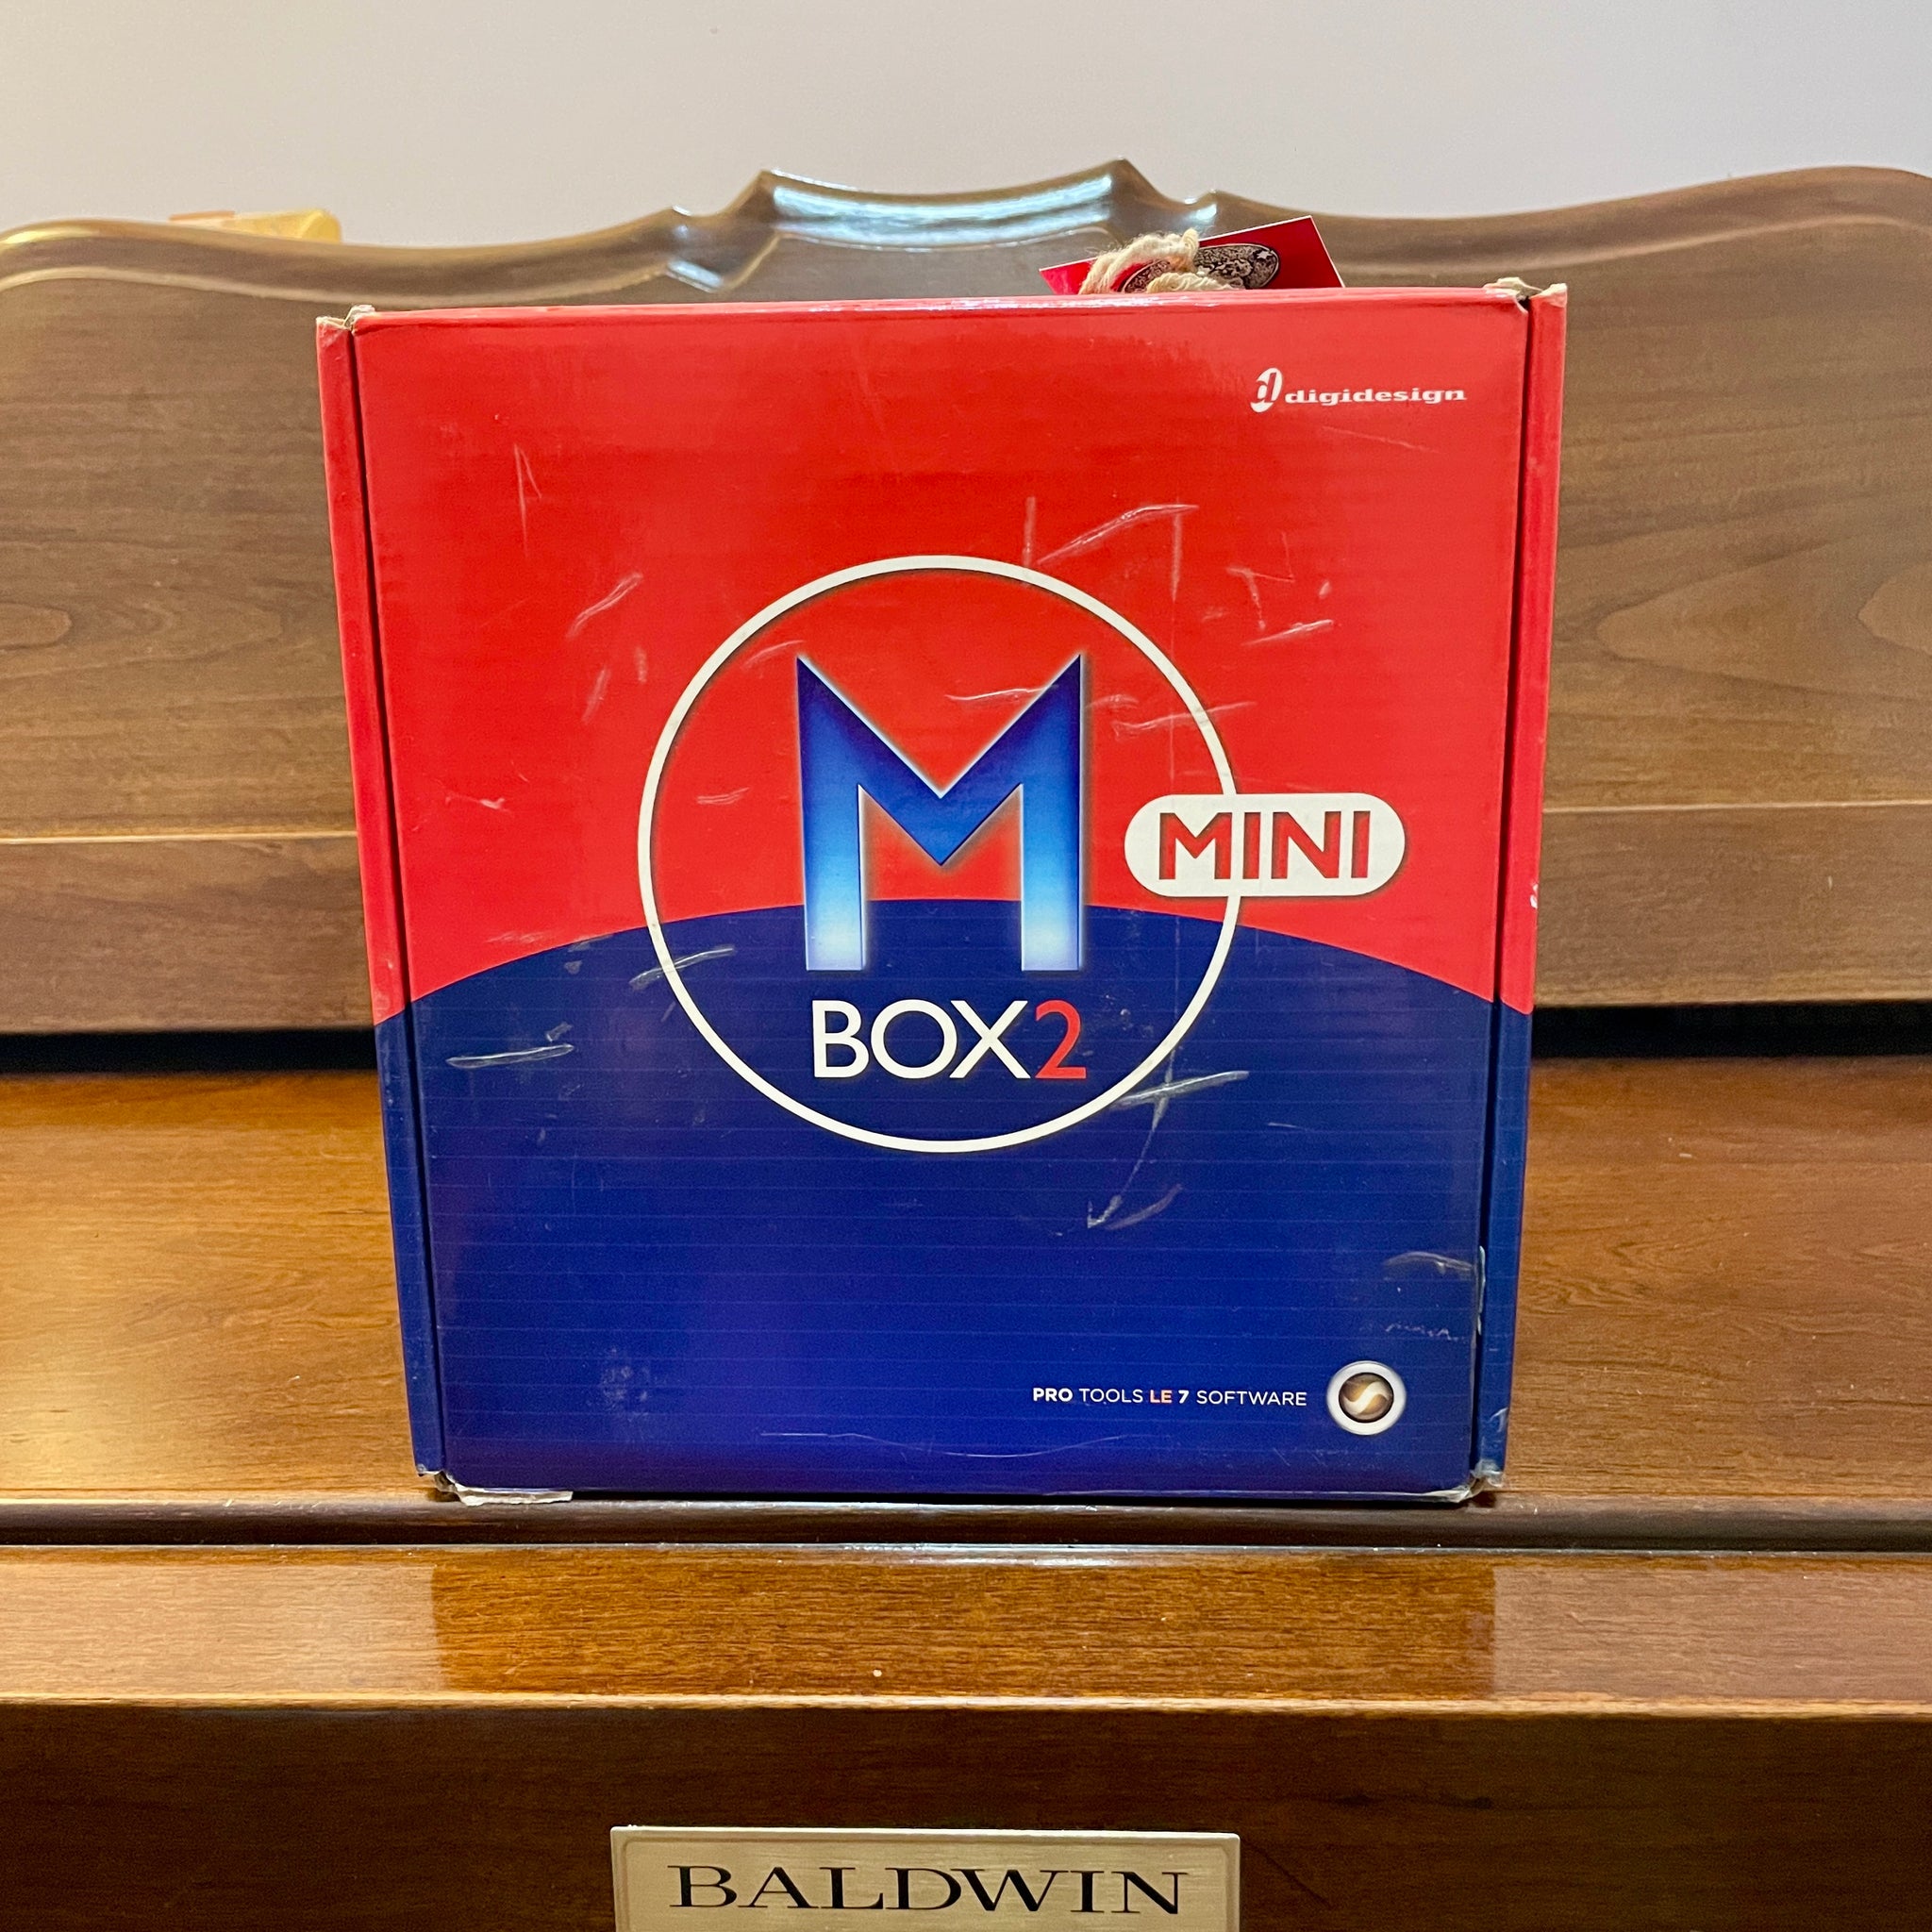 digidesign
M
MINI
BOX2
PRO TOOLS LE 7 SOFTWARE
BALDWIN